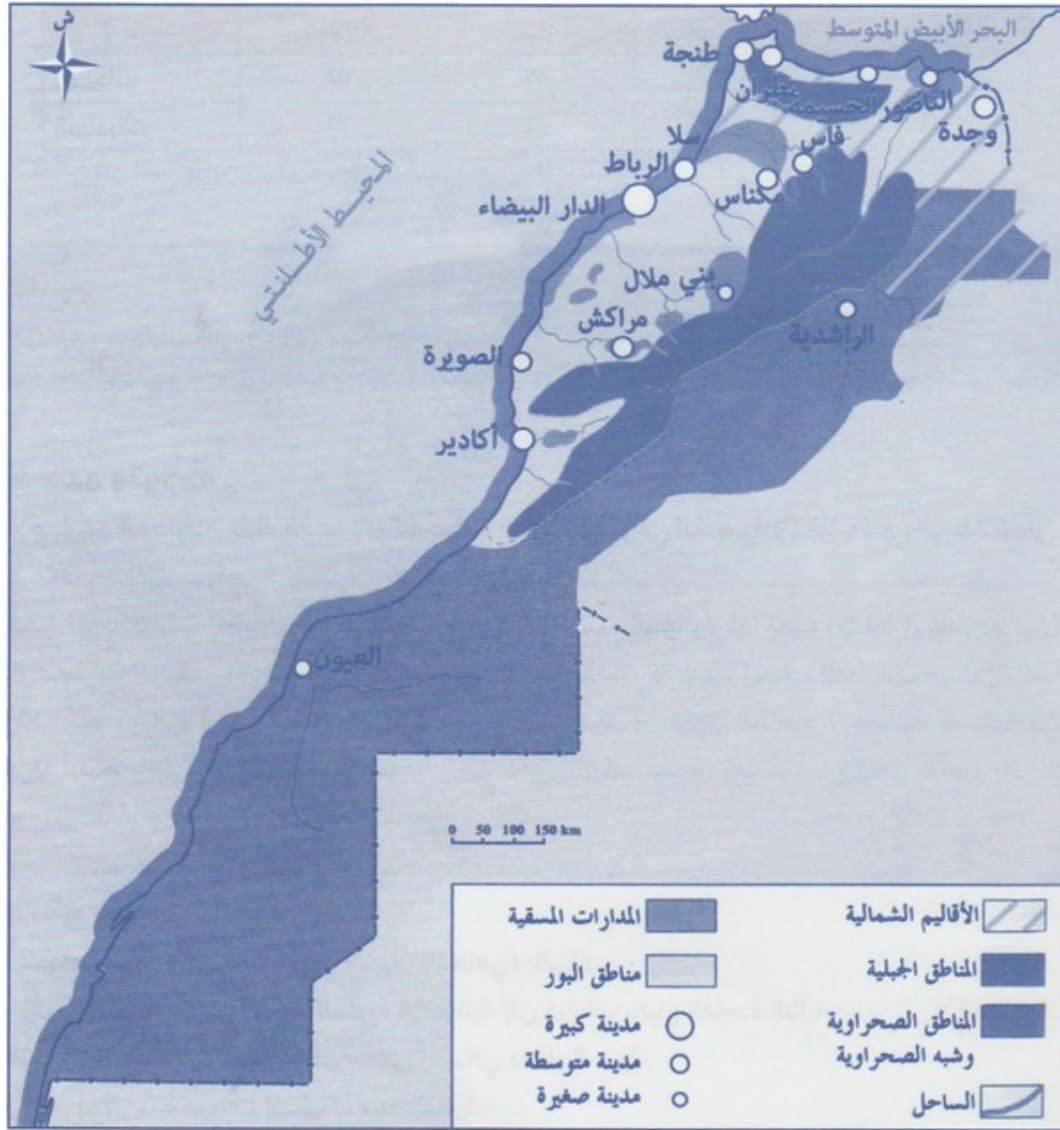 ش
البحر الأبيض المتوسط
طنجة
تطوان
الحسيمة
الناضور
وجدة
فاس
سلا
الرباط
مكناس
الدار البيضاء
المحيط الأطلنتي
بني ملال
مراكش
الراشدية
الصويرة
أكادير
العيون
0 50 100 150 km
الأقاليم الشمالية
المدارات المسقية
المناطق الجبلية
مناطق البور
المناطق الصحراوية
وشبه الصحراوية
مدينة كبيرة
مدينة متوسطة
مدينة صغيرة
الساحل